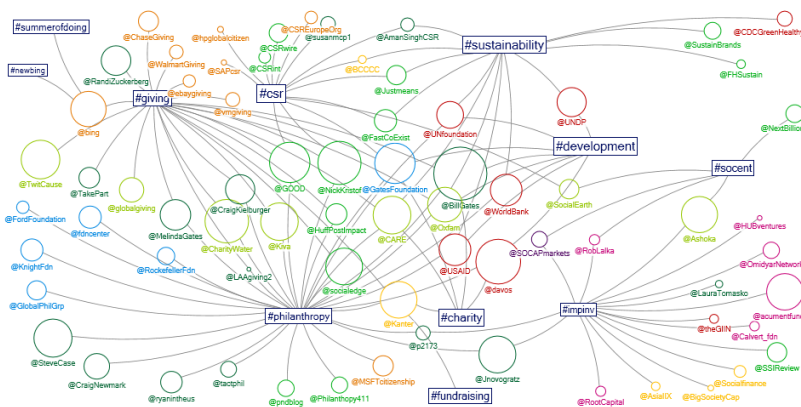 #summerofdoing
@ChaseGiving
@hpglobalcitizen
@CSREuropeOrg
@susanmcp1
@AmanSinghCSR
@CDCGreenHealthy
@CSRwire
#sustainability
@SustainBrands
@WalmartGiving
@SAPcsr
@CSRint
@BCCCC
@FHSustain
#newbing
@RandiZuckerberg
@Justmeans
@ebaygiving
#giving
#csr
@vmgiving
@bing
@FastCoExist
@UNfoundation
@UNDP
@NextBillion
#development
#socent
@TwitCause
@TakePart
@GOOD
@NickKristof
@GatesFoundation
@BillGates
@SocialEarth
@globalgiving
@CraigKielburger
@WorldBank
@FordFoundation
@fdncenter
@MelindaGates
@CharityWater
@Kiva
@HuffPostImpact
@CARE
@Oxfam
@HUBventures
@SOCAPmarkets
@RobLalka
@Ashoka
@KnightFdn
@RockefellerFdn
@LAAgiving2
@USAID
@OmidyarNetwork
@socialedge
@davos
@LauraTomasko
@GlobalPhilGrp
@acumentfund
#philanthropy
#charity
#impinv
@Kanter
@theGIIN
@Calvert_fdn
@SteveCase
@p2173
@SSIReview
@CraigNewmark
@ryanintheus
@tactphil
@pndblog
@Philanthropy411
@MSFTcitizenship
@Jnovogratz
#fundraising
@RootCapital
@AsiaIIX
@BigSocietyCap
@Socialfinance